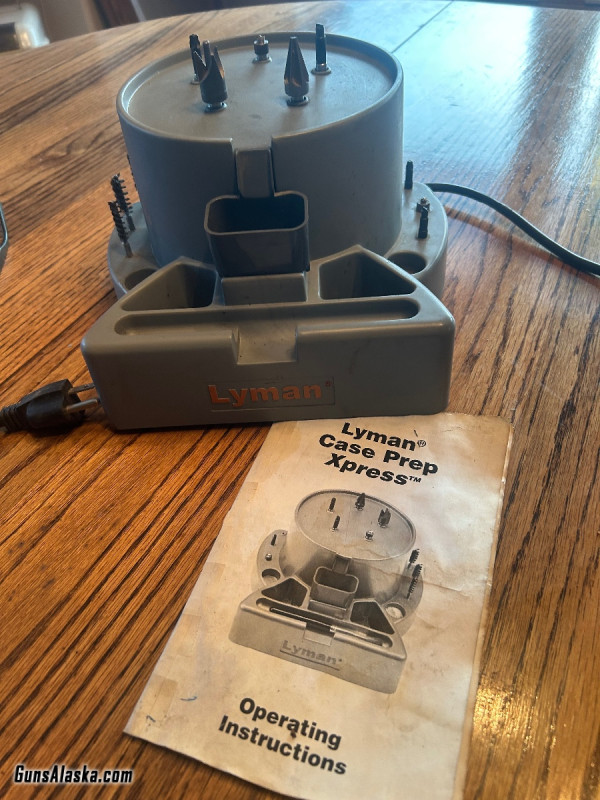 Lyman®
Lyman®
Case Prep
Xpress™
Lyman®
Operating
Instructions
GunsAlaska.com